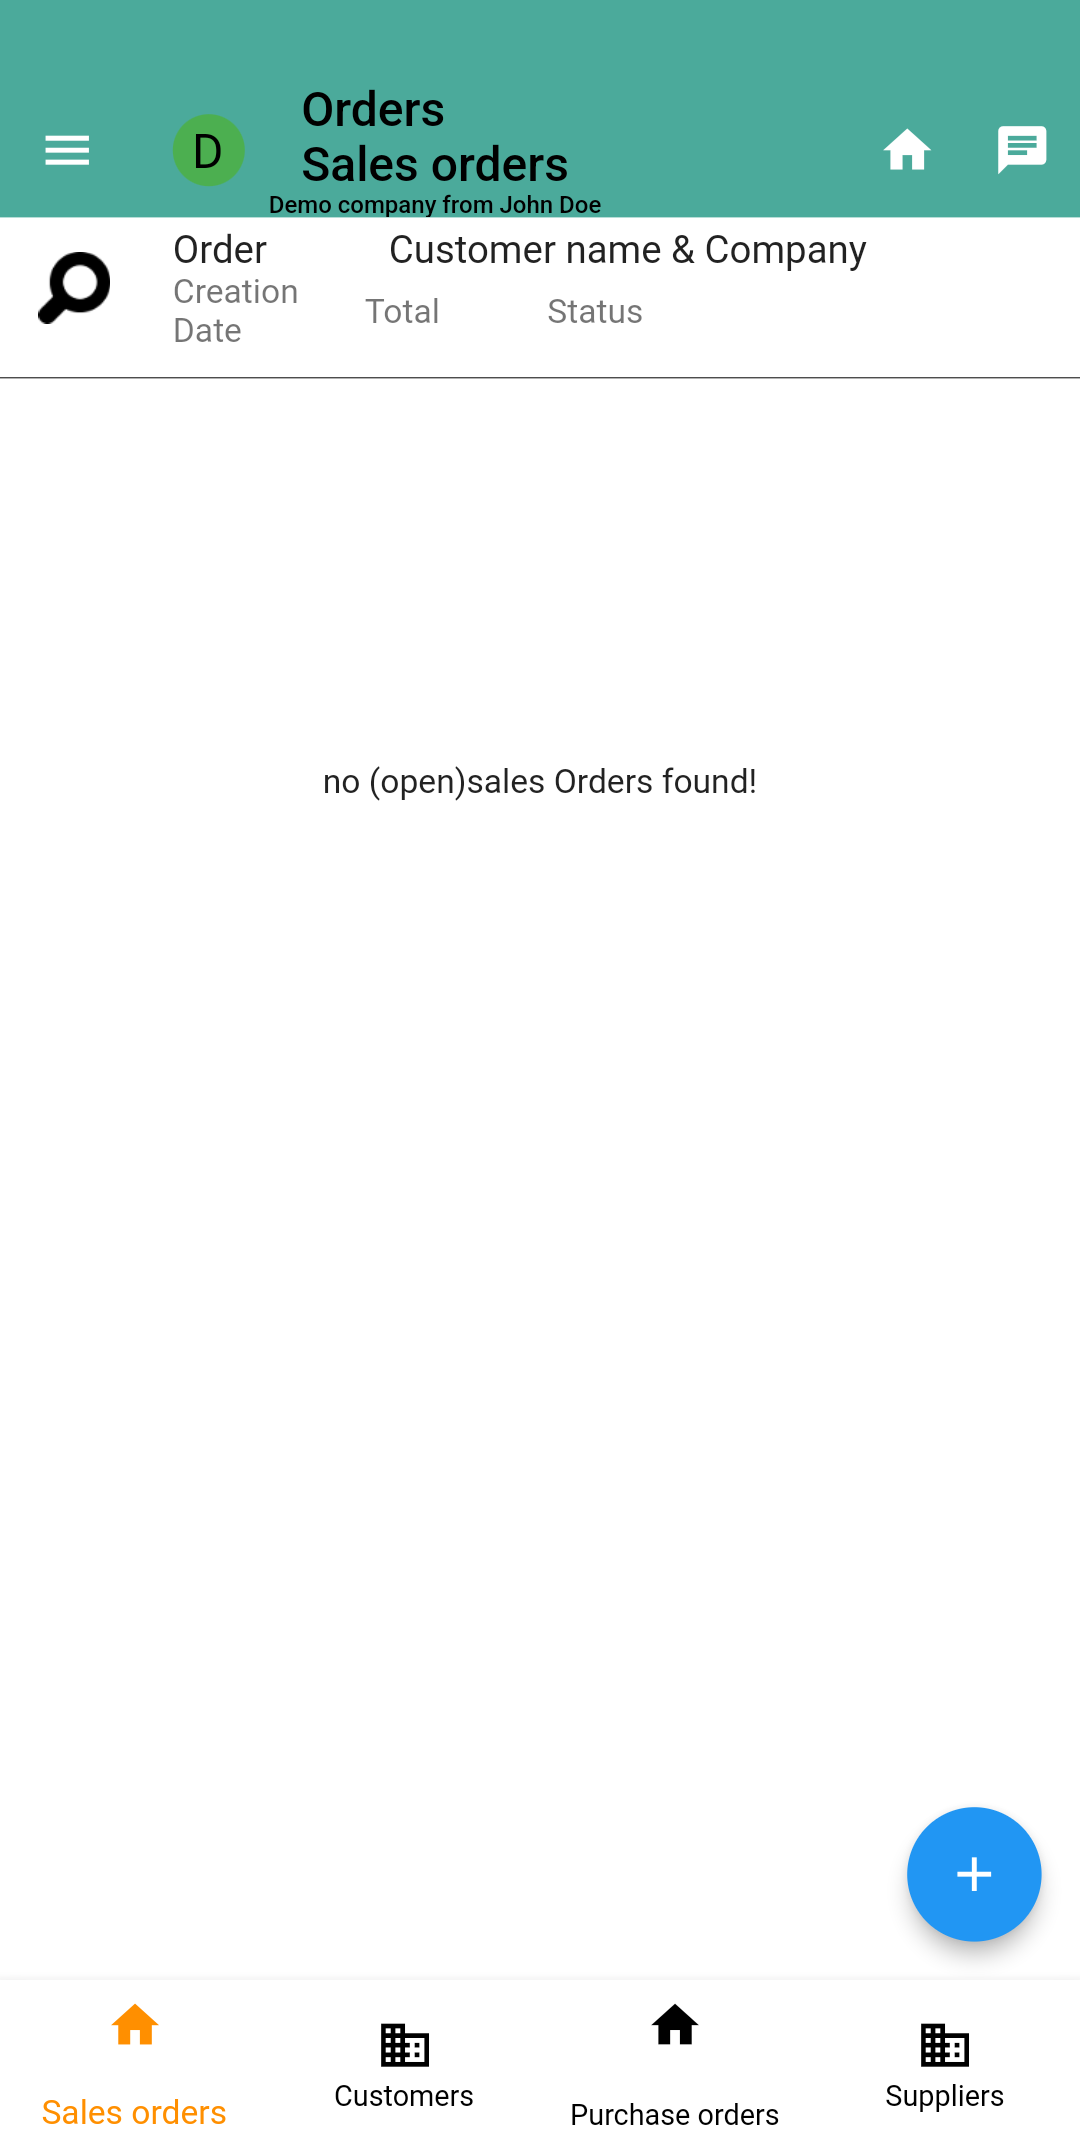 D
Orders
Sales orders
Demo company from John Doe
Order
Customer name & Company
Creation
Date
Total
Status
no (open)sales Orders found!
Sales orders
Customers
Purchase orders
Suppliers